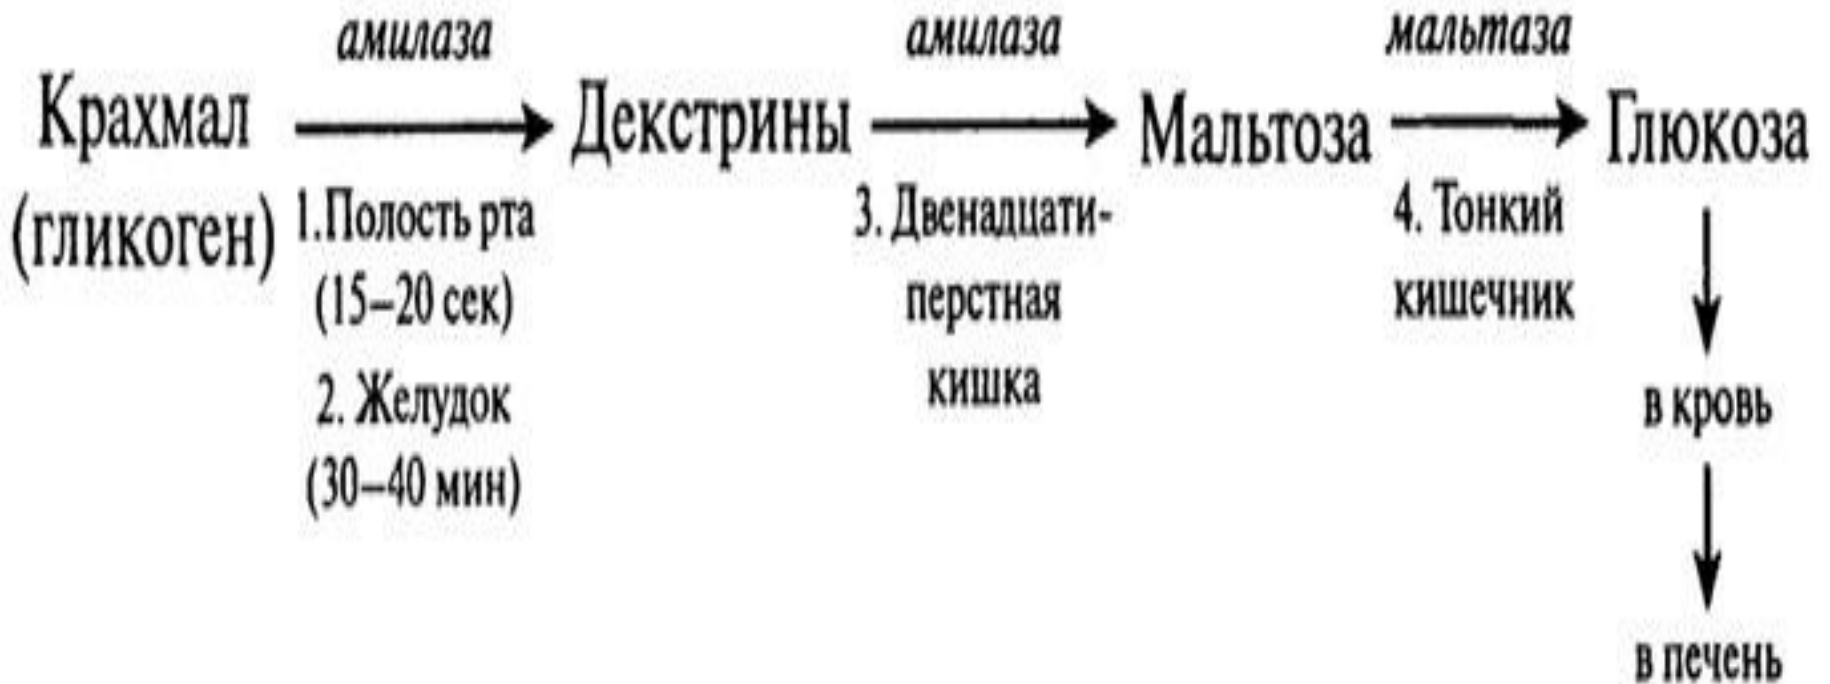 амилаза
амилаза
мальтаза
Крахмал
Декстрины
Мальтоза
Глюкоза
(гликоген)
1.Полость рта
(15–20 сек)
2. Желудок
(30–40 мин)
3. Двенадцати-
перстная
кишка
4. Тонкий
кишечник
в кровь
в печень